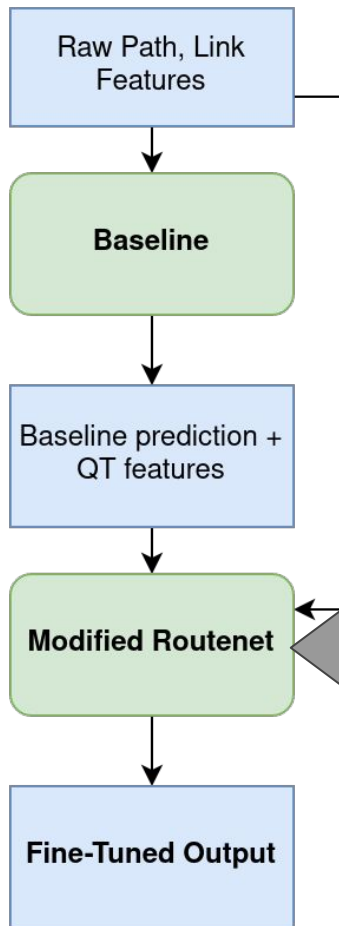 Raw Path, Link
Features
Baseline
Baseline prediction +
QT features
Modified Routenet
Fine-Tuned Output